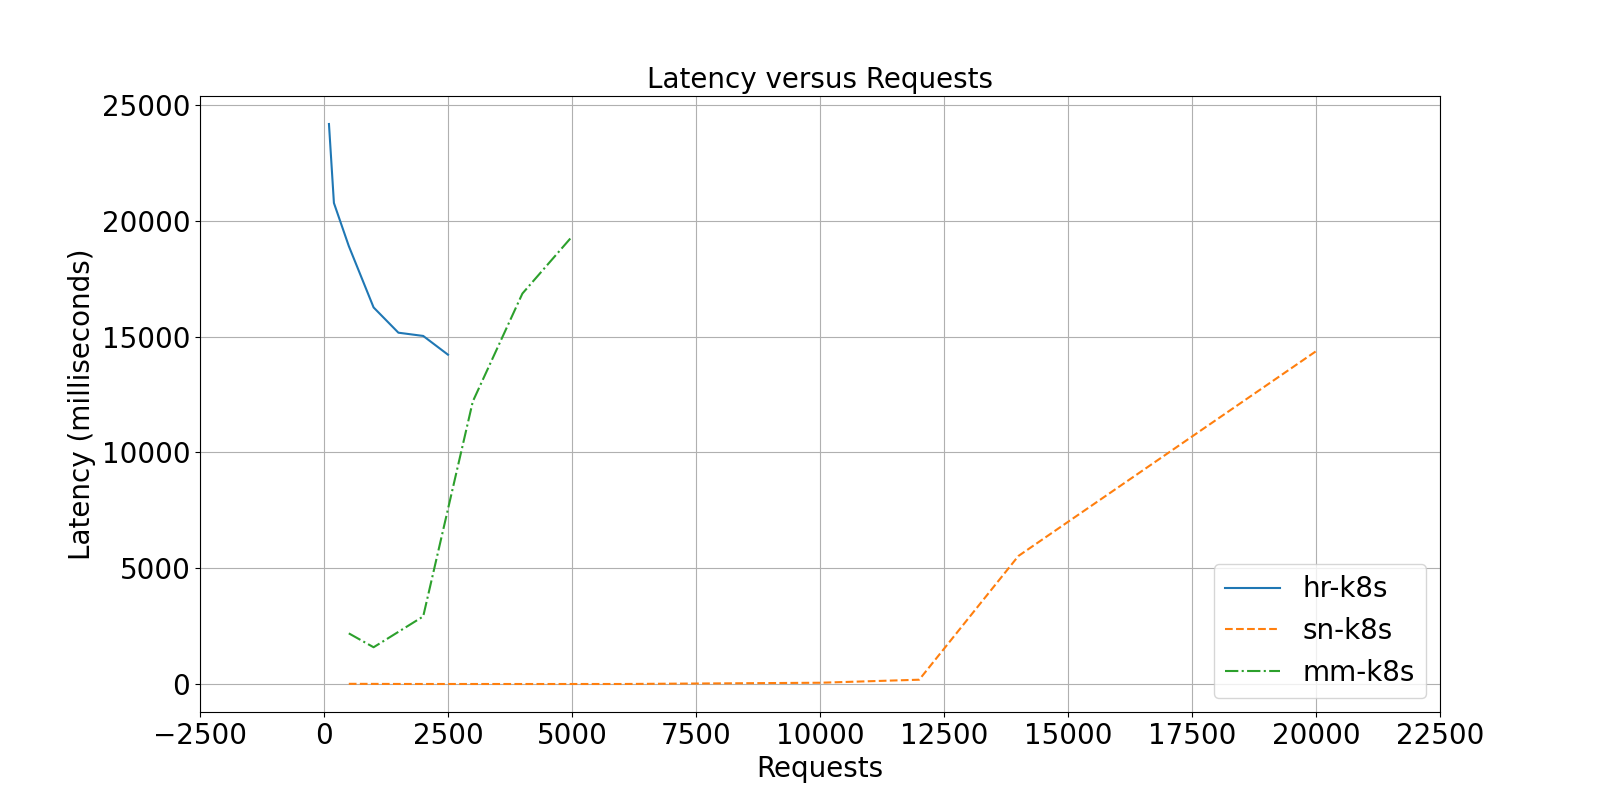 Latency versus Requests
25000
20000
15000
10000
5000
0
Latency (milliseconds)
hr-k8s
sn-k8s
mm-k8s
−2500 0 2500 5000 7500 10000 12500 15000 17500 20000 22500
Requests